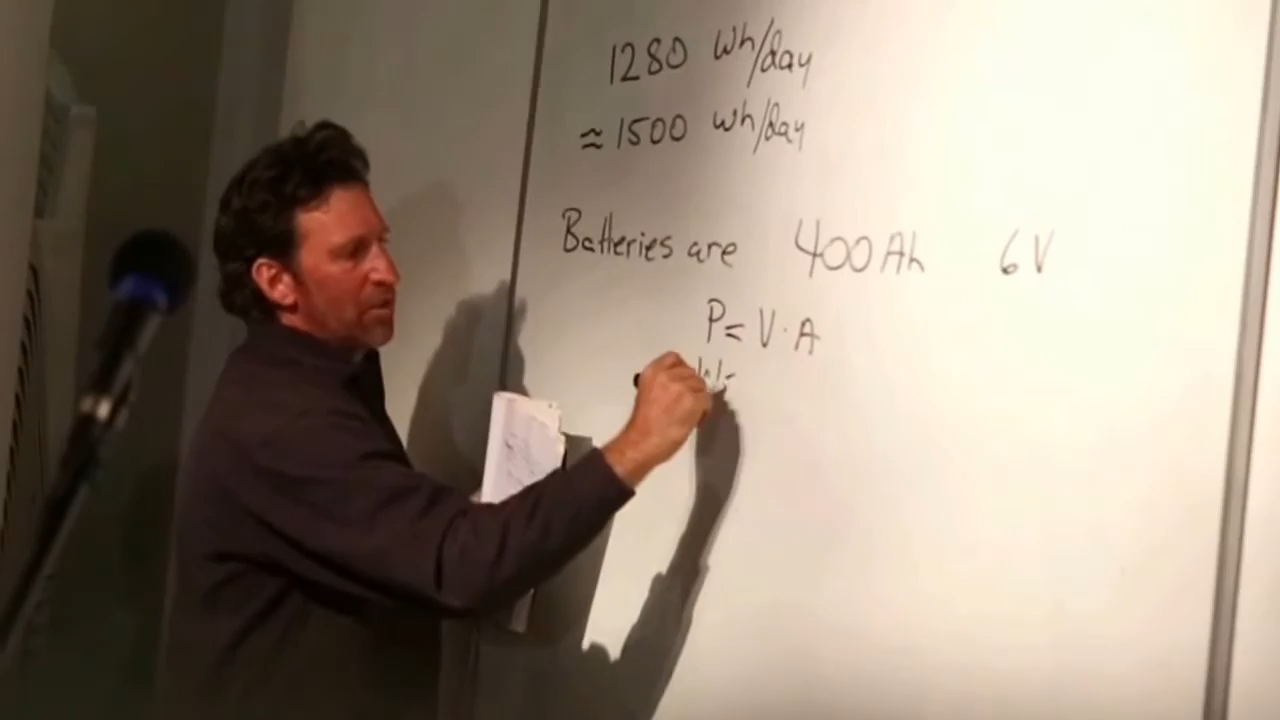 1280 Wh/day
≈ 1500 Wh/day
Batteries are 400 Ah 6 V
P = V · A